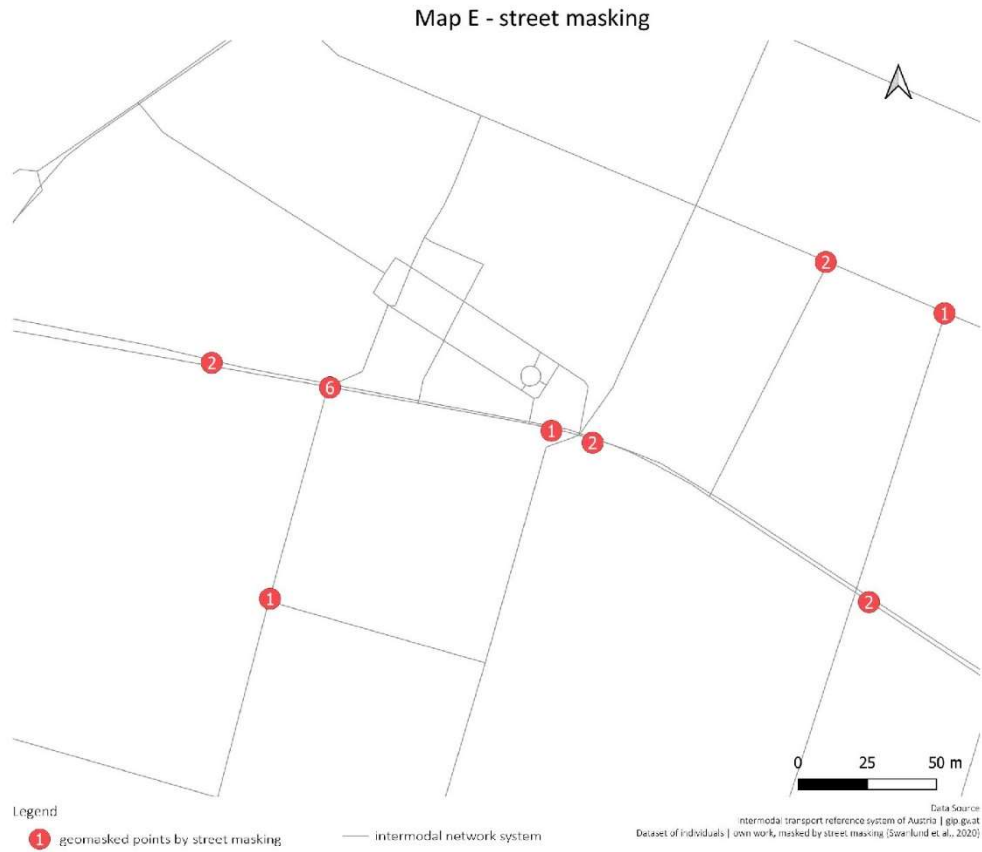 Map E - street masking
2
1
2
6
1
2
2
1
0 25 50 m
Legend
1 geomasked points by street masking
intermodal network system
Data Source
intermodal transport reference system of Austria | gip.gv.at
Dataset of individuals | own work, masked by street masking (Swanlund et al., 2020)